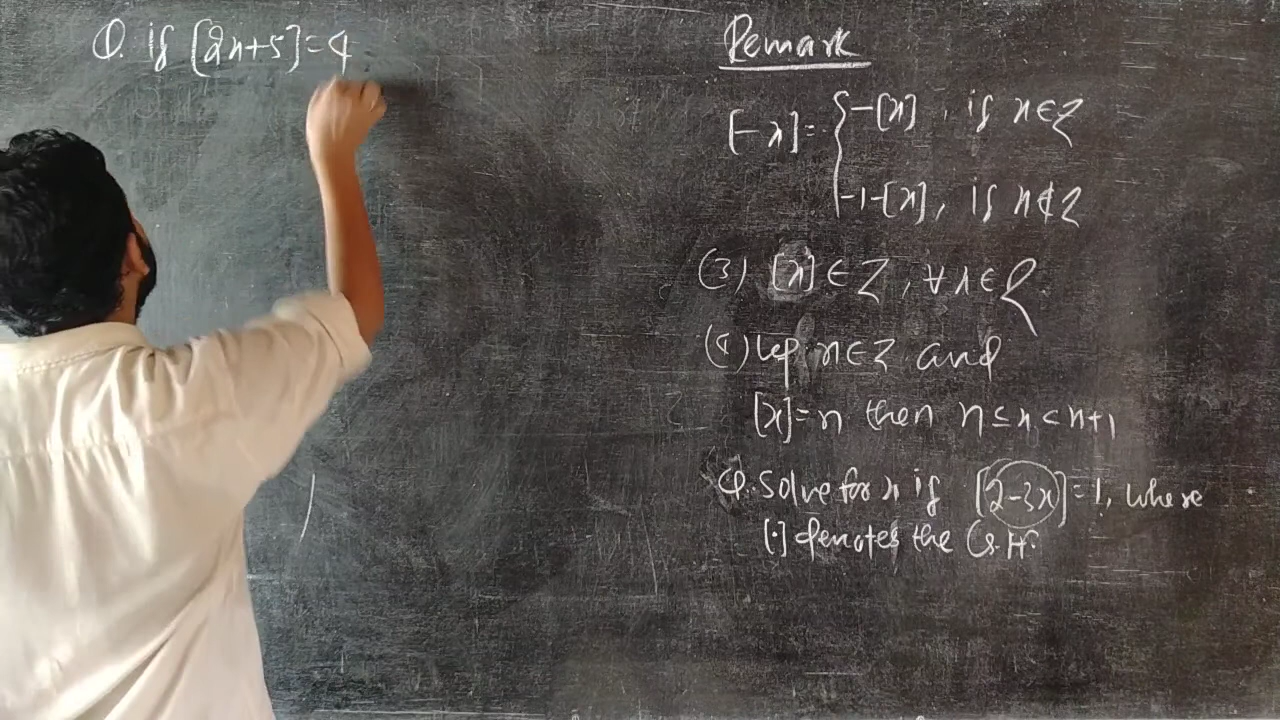 Q. if [2x+5]=4
Remark
[-x]= { -[x], if x∈Z
-1-[x], if x∉Z
(3) [x]∈Z, ∀x∈R.
(4) Let n∈Z and
[x]=n then n≤x<n+1
Q. Solve for x if [2-3x]=1, where
[.] denotes the G.I.F.